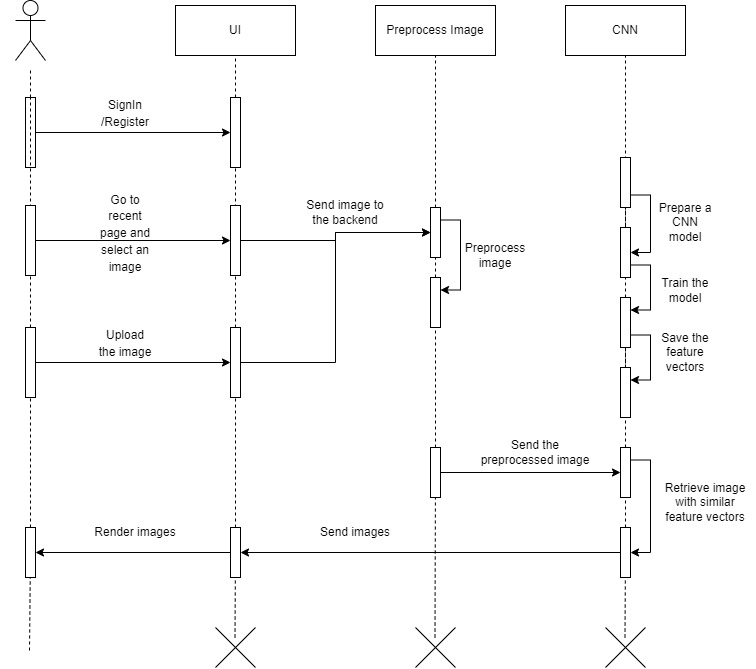 UI
Preprocess Image
CNN
SignIn
/Register
Go to
recent
page and
select an
image
Send image to
the backend
Preprocess
image
Prepare a
CNN
model
Train the
model
Upload
the image
Save the
feature
vectors
Send the
preprocessed image
Retrieve image
with similar
feature vectors
Render images
Send images